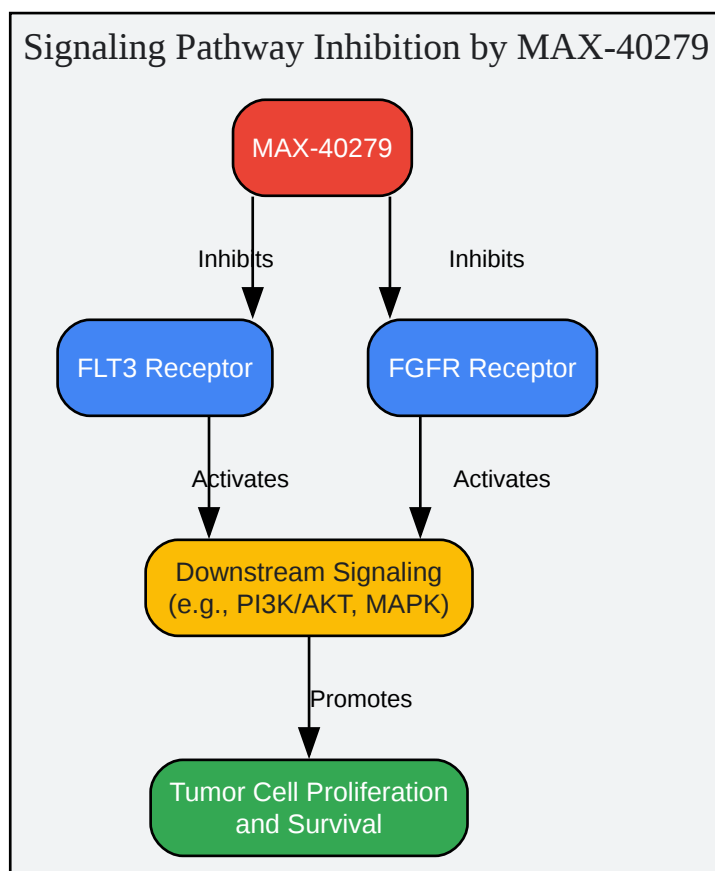 Signaling Pathway Inhibition by MAX-40279
MAX-40279
Inhibits
Inhibits
FLT3 Receptor
FGFR Receptor
Activates
Activates
Downstream Signaling
(e.g., PI3K/AKT, MAPK)
Promotes
Tumor Cell Proliferation
and Survival